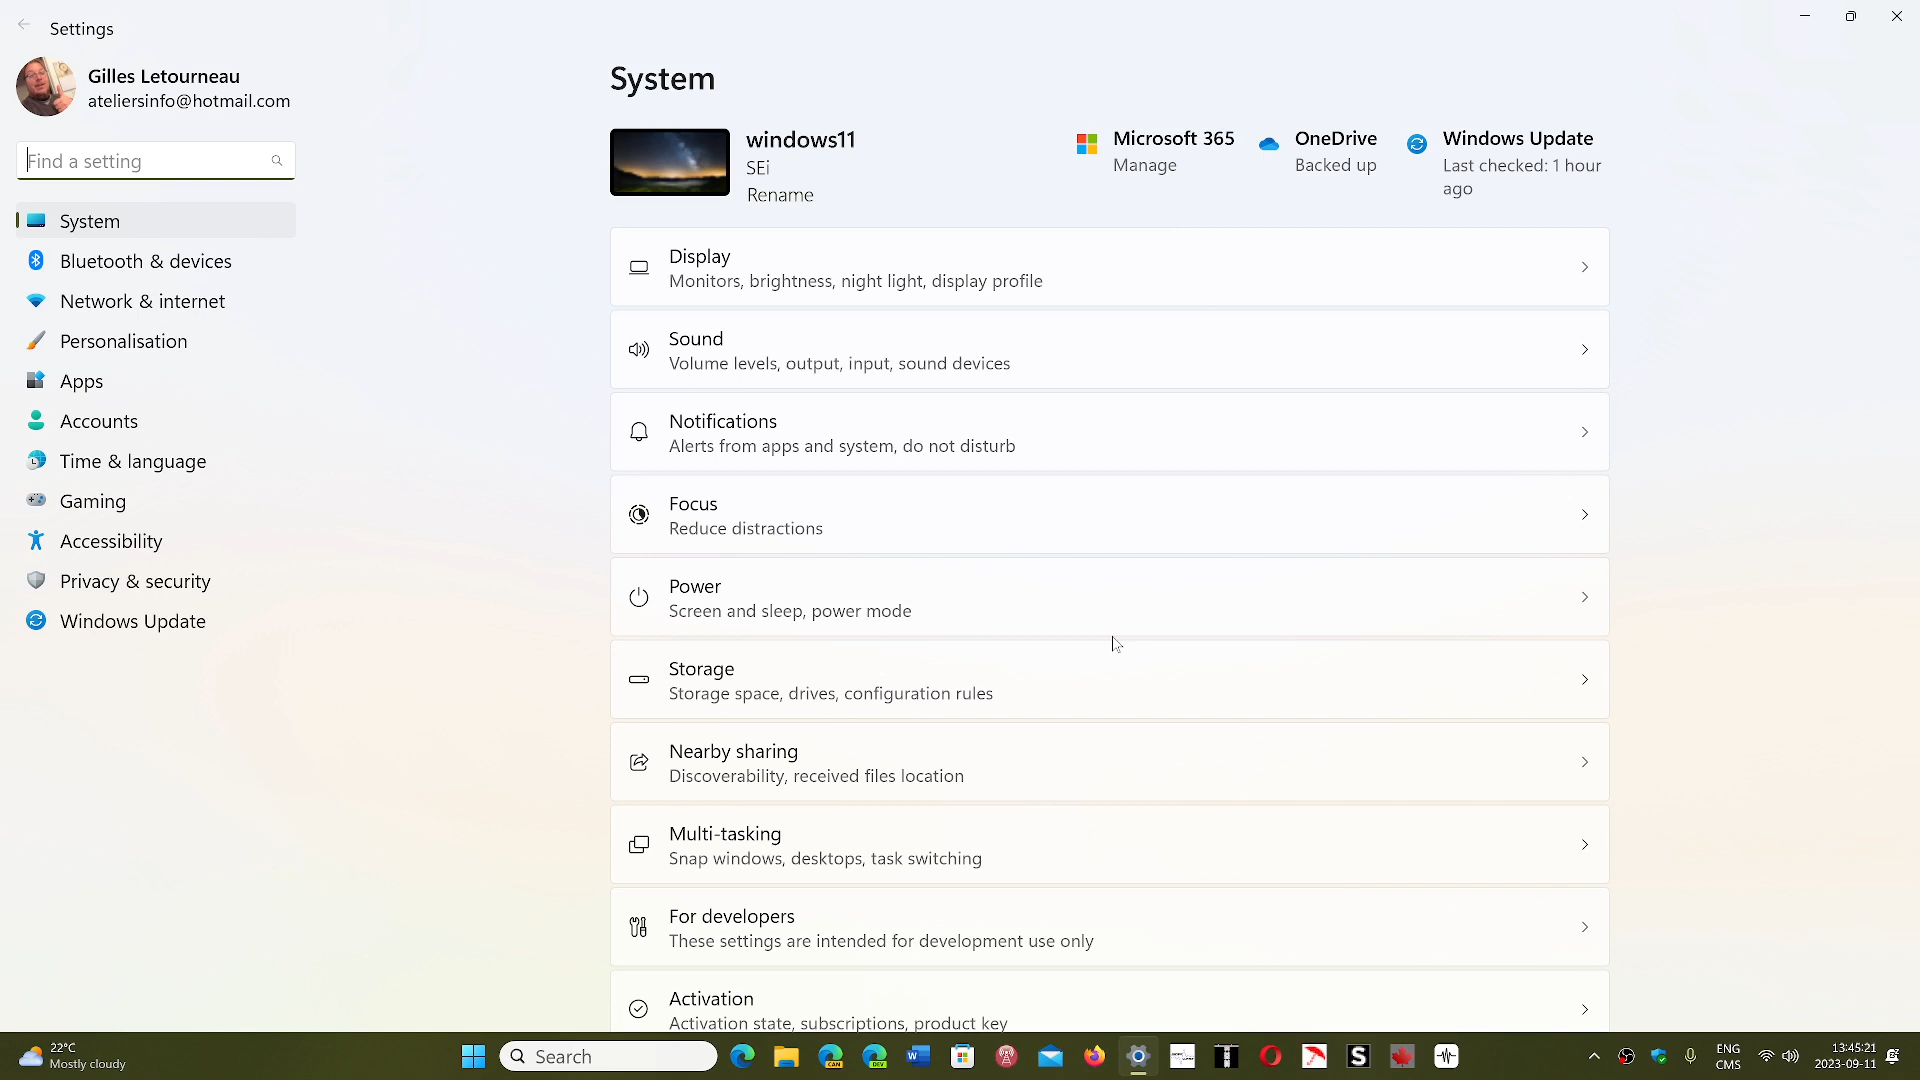 Settings
Gilles Letourneau
ateliersinfo@hotmail.com
Find a setting
System
Bluetooth & devices
Network & internet
Personalisation
Apps
Accounts
Time & language
Gaming
Accessibility
Privacy & security
Windows Update
System
windows11
SEi
Rename
Microsoft 365
Manage
OneDrive
Backed up
Windows Update
Last checked: 1 hour
ago
Display
Monitors, brightness, night light, display profile
Sound
Volume levels, output, input, sound devices
Notifications
Alerts from apps and system, do not disturb
Focus
Reduce distractions
Power
Screen and sleep, power mode
Storage
Storage space, drives, configuration rules
Nearby sharing
Discoverability, received files location
Multi-tasking
Snap windows, desktops, task switching
For developers
These settings are intended for development use only
Activation
Activation state, subscriptions, product key
22°C
Mostly cloudy
Search
CAN
DEV
ENG
CMS
13:45:21
2023-09-11